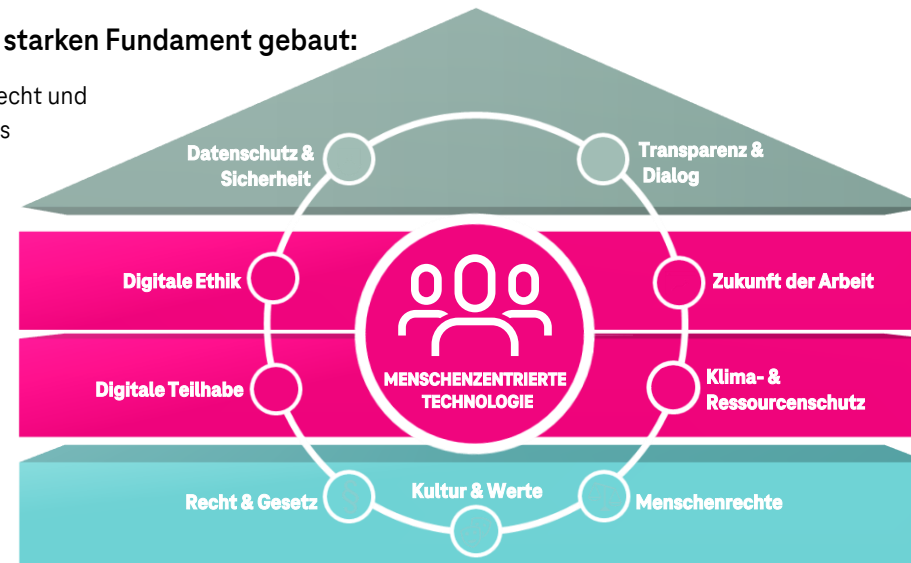 starken Fundament gebaut:
echt und
s
Datenschutz &
Sicherheit
Transparenz &
Dialog
Digitale Ethik
Zukunft der Arbeit
MENSCHENZENTRIERTE
TECHNOLOGIE
Digitale Teilhabe
Klima- &
Ressourcenschutz
Recht & Gesetz
Kultur & Werte
Menschenrechte